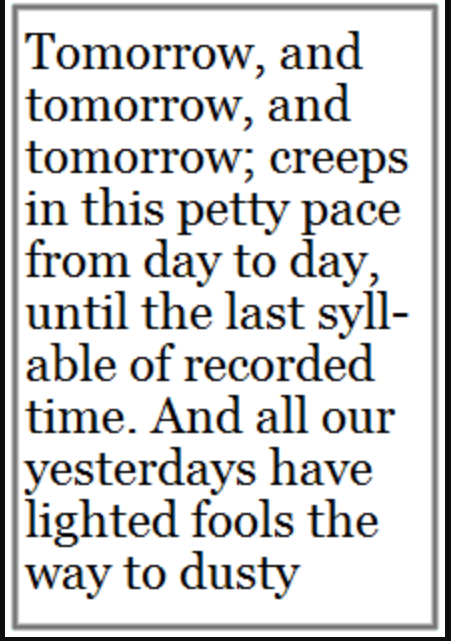 Tomorrow, and
tomorrow, and
tomorrow; creeps
in this petty pace
from day to day,
until the last syll-
able of recorded
time. And all our
yesterdays have
lighted fools the
way to dusty